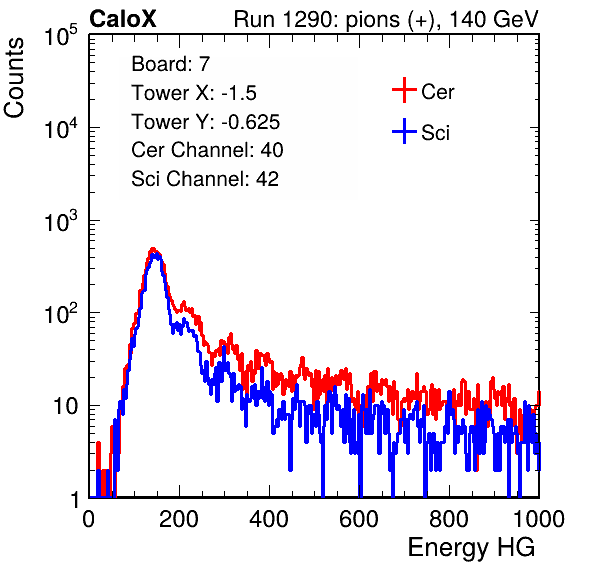 CaloX Run 1290: pions (+), 140 GeV
Counts
10^5
10^4
10^3
10^2
10
1
Board: 7
Tower X: -1.5
Tower Y: -0.625
Cer Channel: 40
Sci Channel: 42
Cer
Sci
0 200 400 600 800 1000
Energy HG